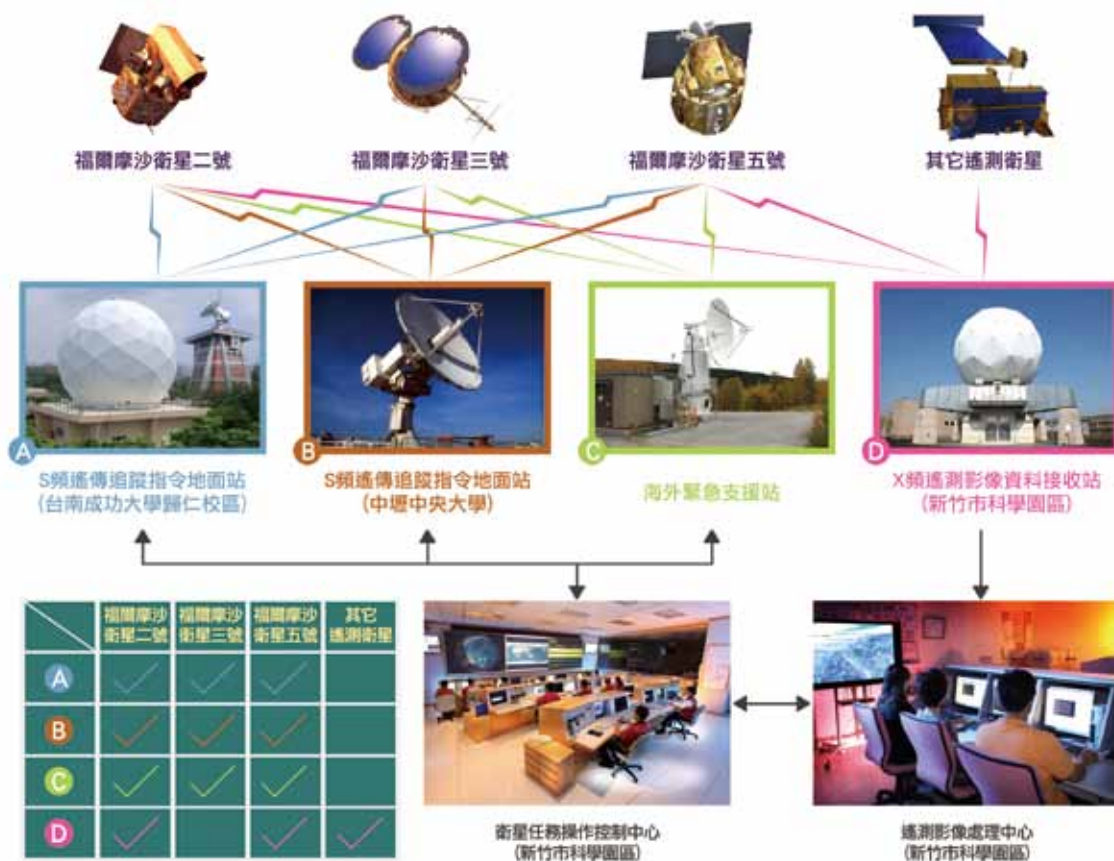 福爾摩沙衛星二號
福爾摩沙衛星三號
福爾摩沙衛星五號
其它遙測衛星
A
S頻遙傳追蹤指令地面站
(台南成功大學歸仁校區)
B
S頻遙傳追蹤指令地面站
(中壢中央大學)
C
海外緊急支援站
D
X頻遙測影像資料接收站
(新竹市科學園區)
福爾摩沙
衛星二號
福爾摩沙
衛星三號
福爾摩沙
衛星五號
其它
遙測衛星
A
B
C
D
衛星任務操作控制中心
(新竹市科學園區)
遙測影像處理中心
(新竹市科學園區)